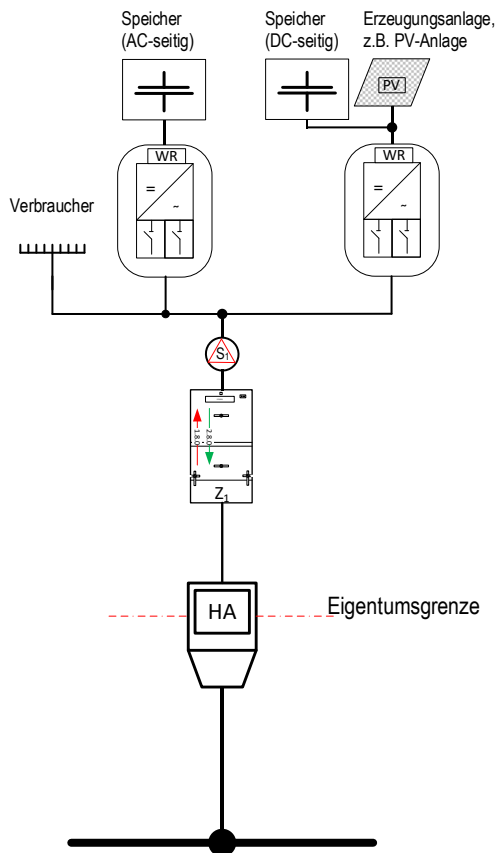 Speicher
(AC-seitig)
Speicher
(DC-seitig)
Erzeugungsanlage,
z.B. PV-Anlage
PV
WR
=
~
WR
=
~
Verbraucher
S1
1.8.0
2.8.0
Z1
HA
Eigentumsgrenze